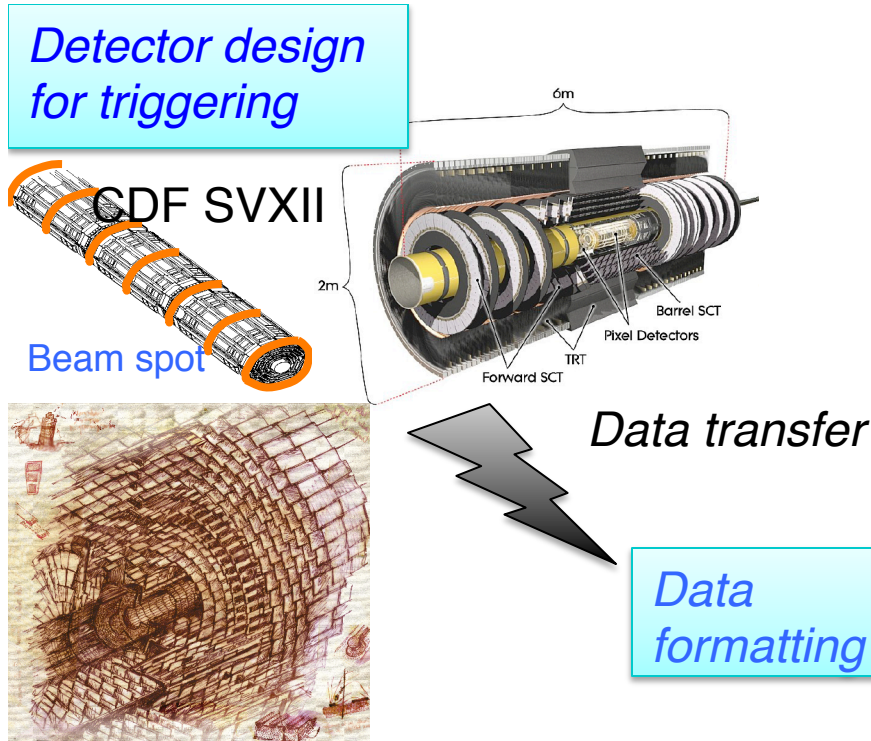 Detector design
for triggering
6m
CDF SVXII
2m
Barrel SCT
Pixel Detectors
TRT
Forward SCT
Beam spot
Data transfer
Data
formatting